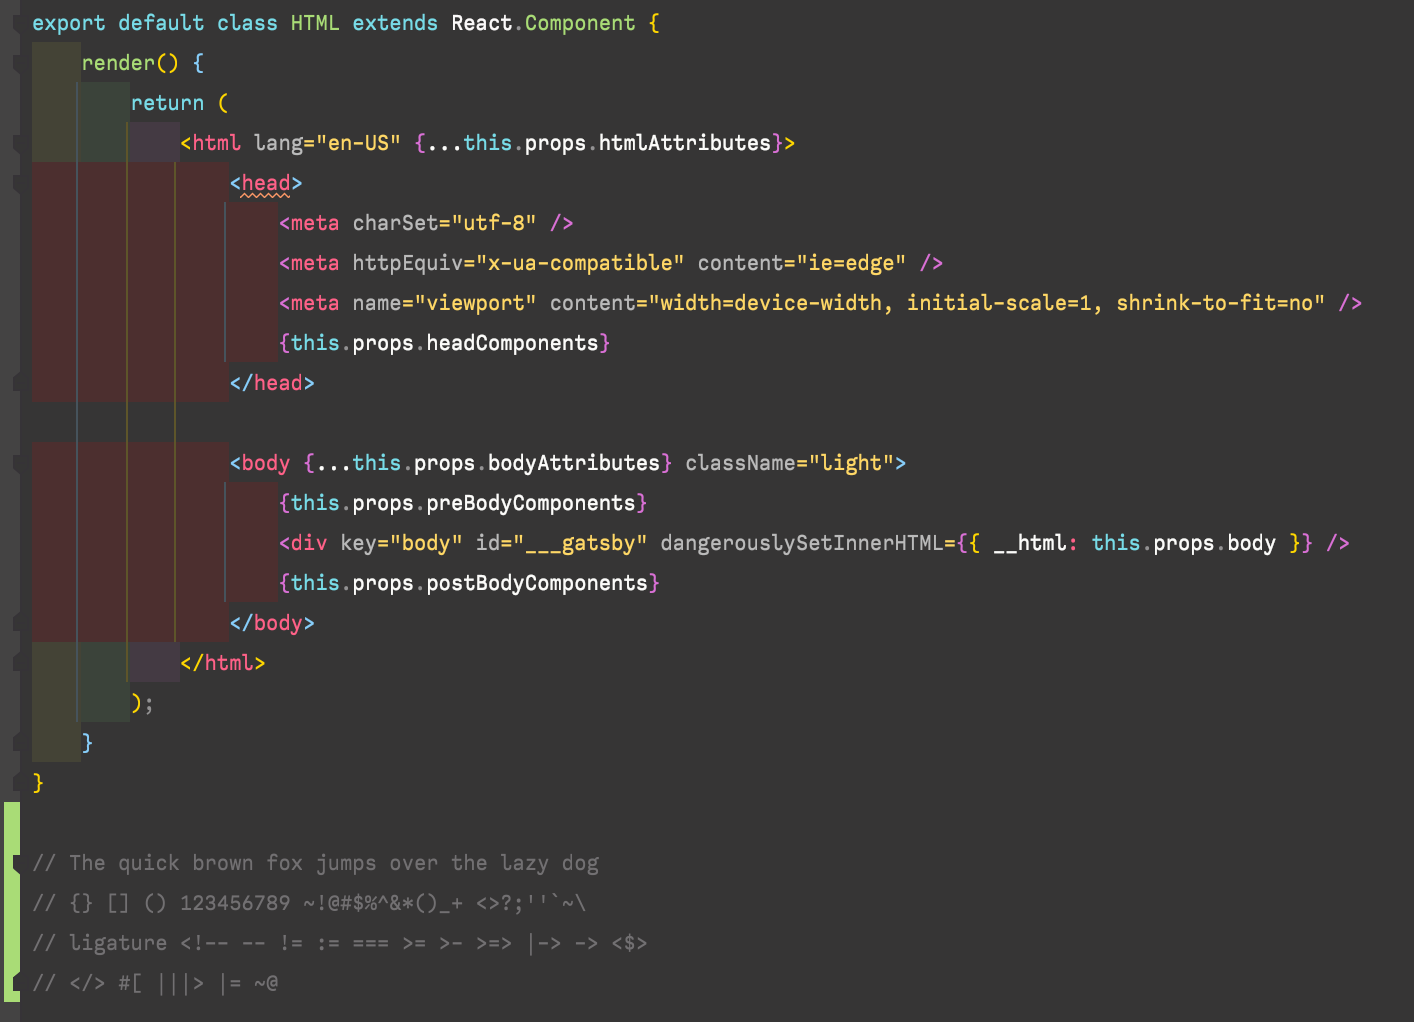 export default class HTML extends React.Component {
render() {
return (
<html lang="en-US" {...this.props.htmlAttributes}>
<head>
<meta charSet="utf-8" />
<meta httpEquiv="x-ua-compatible" content="ie=edge" />
<meta name="viewport" content="width=device-width, initial-scale=1, shrink-to-fit=no" />
{this.props.headComponents}
</head>
<body {...this.props.bodyAttributes} className="light">
{this.props.preBodyComponents}
<div key="body" id="___gatsby" dangerouslySetInnerHTML={{ __html: this.props.body }} />
{this.props.postBodyComponents}
</body>
</html>
);
}
}
// The quick brown fox jumps over the lazy dog
// {} [] () 123456789 ~!@#$%^&*()_+ <>?;''`~\
// ligature <!-- -- != := === >= >- >=> |-> -> <$>
// </> #[ |||> |= ~@